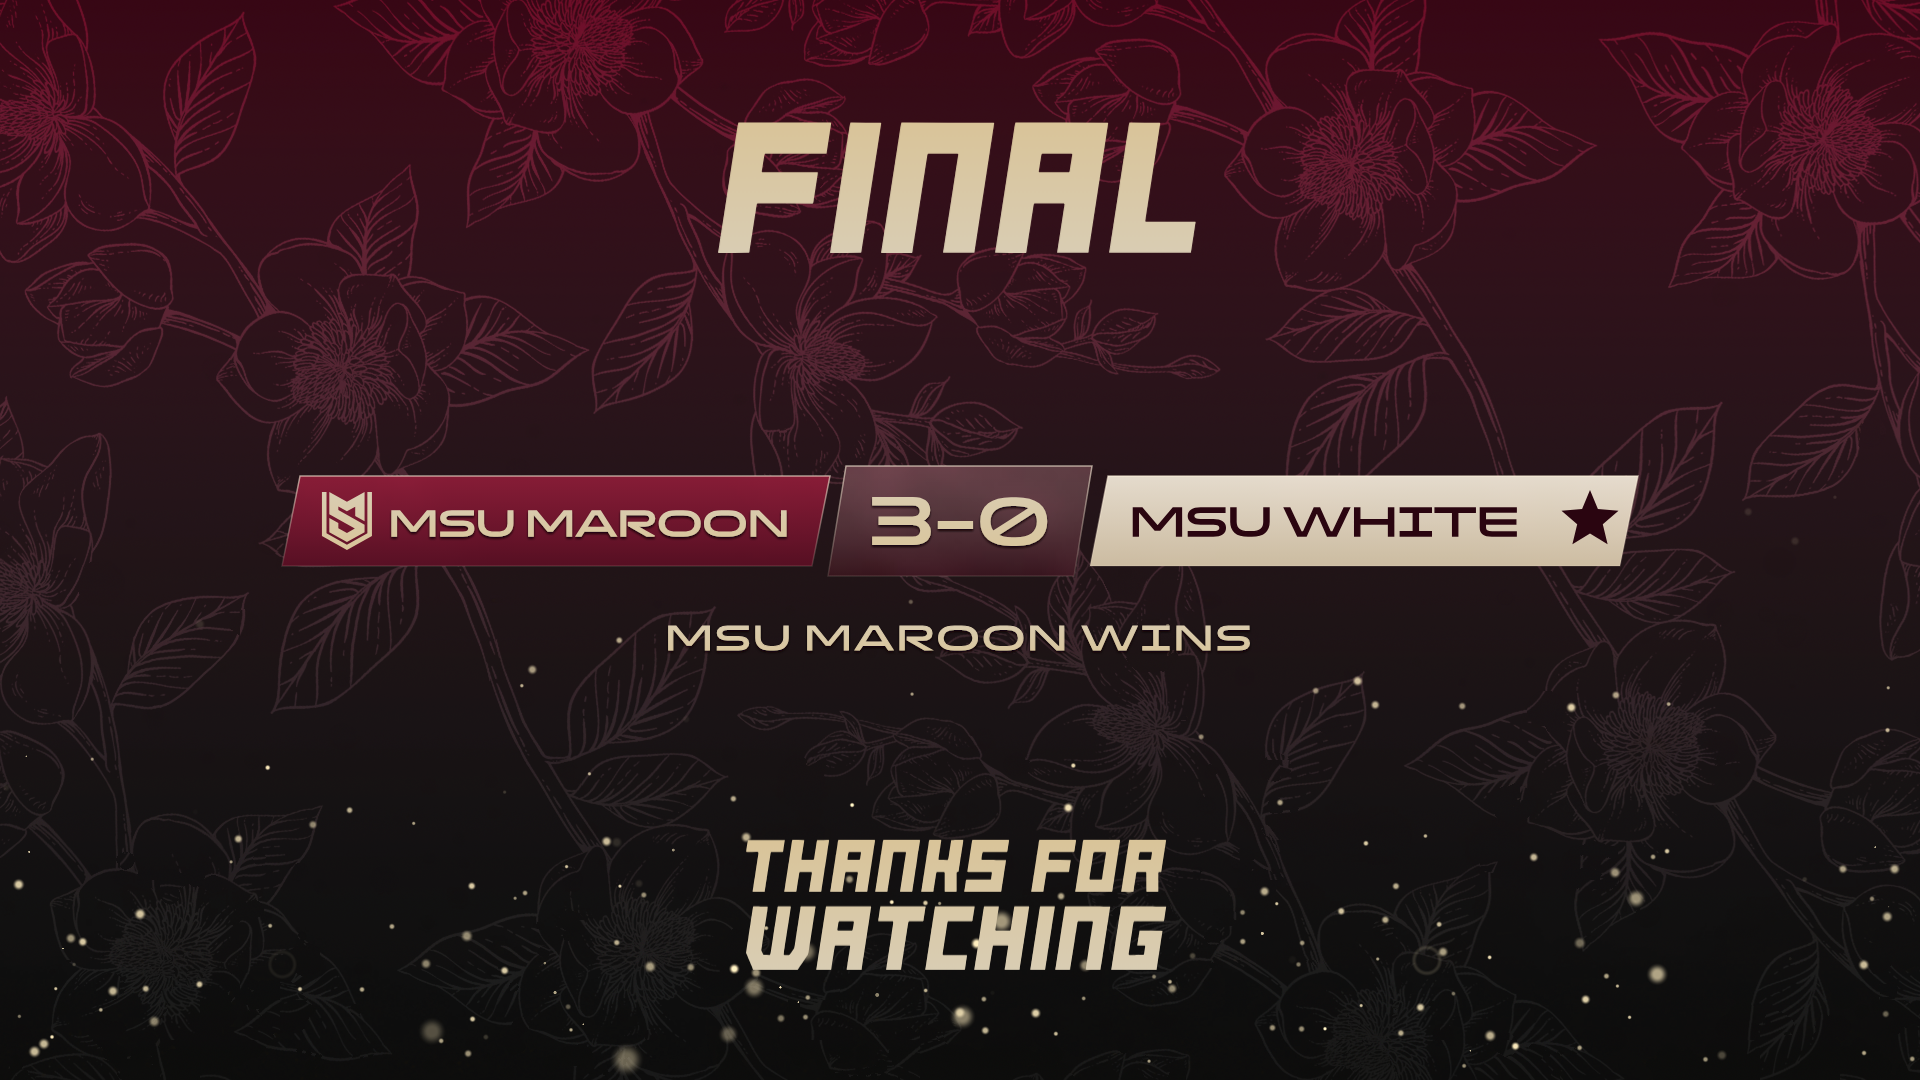 FINAL
MSU MAROON 3-0 MSU WHITE
MSU MAROON WINS
THANKS FOR
WATCHING